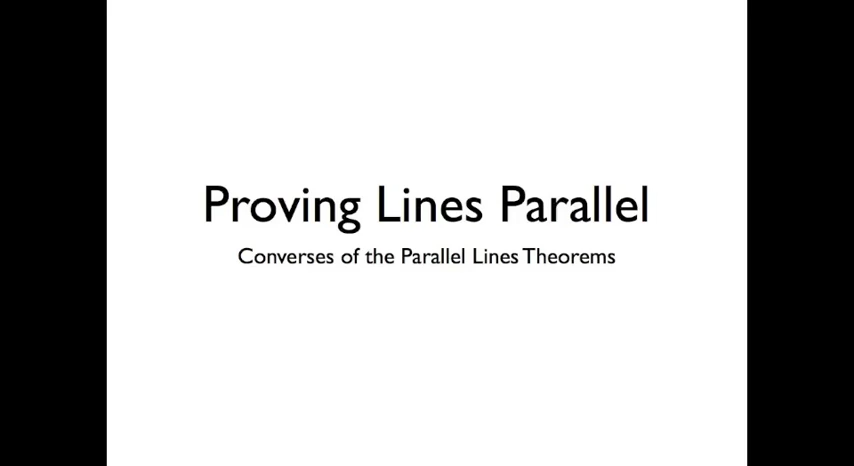 Proving Lines Parallel
Converses of the Parallel Lines Theorems